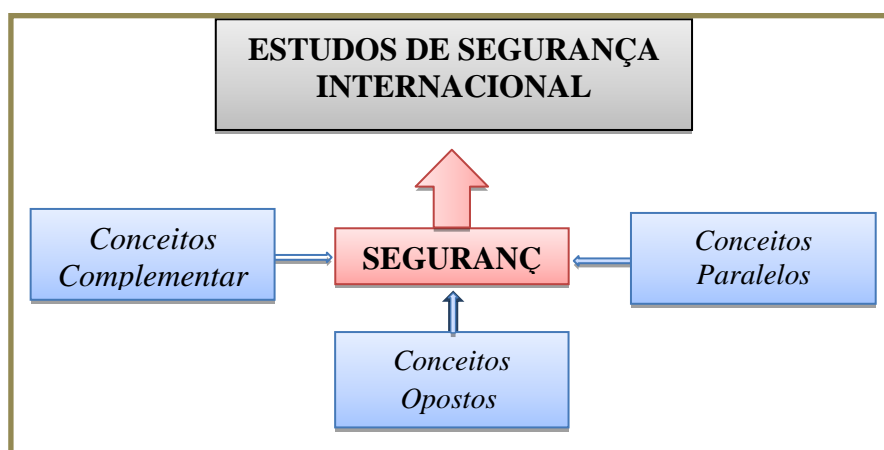 ESTUDOS DE SEGURANÇA
INTERNACIONAL
Conceitos
Complementar
SEGURANÇ
Conceitos
Paralelos
Conceitos
Opostos